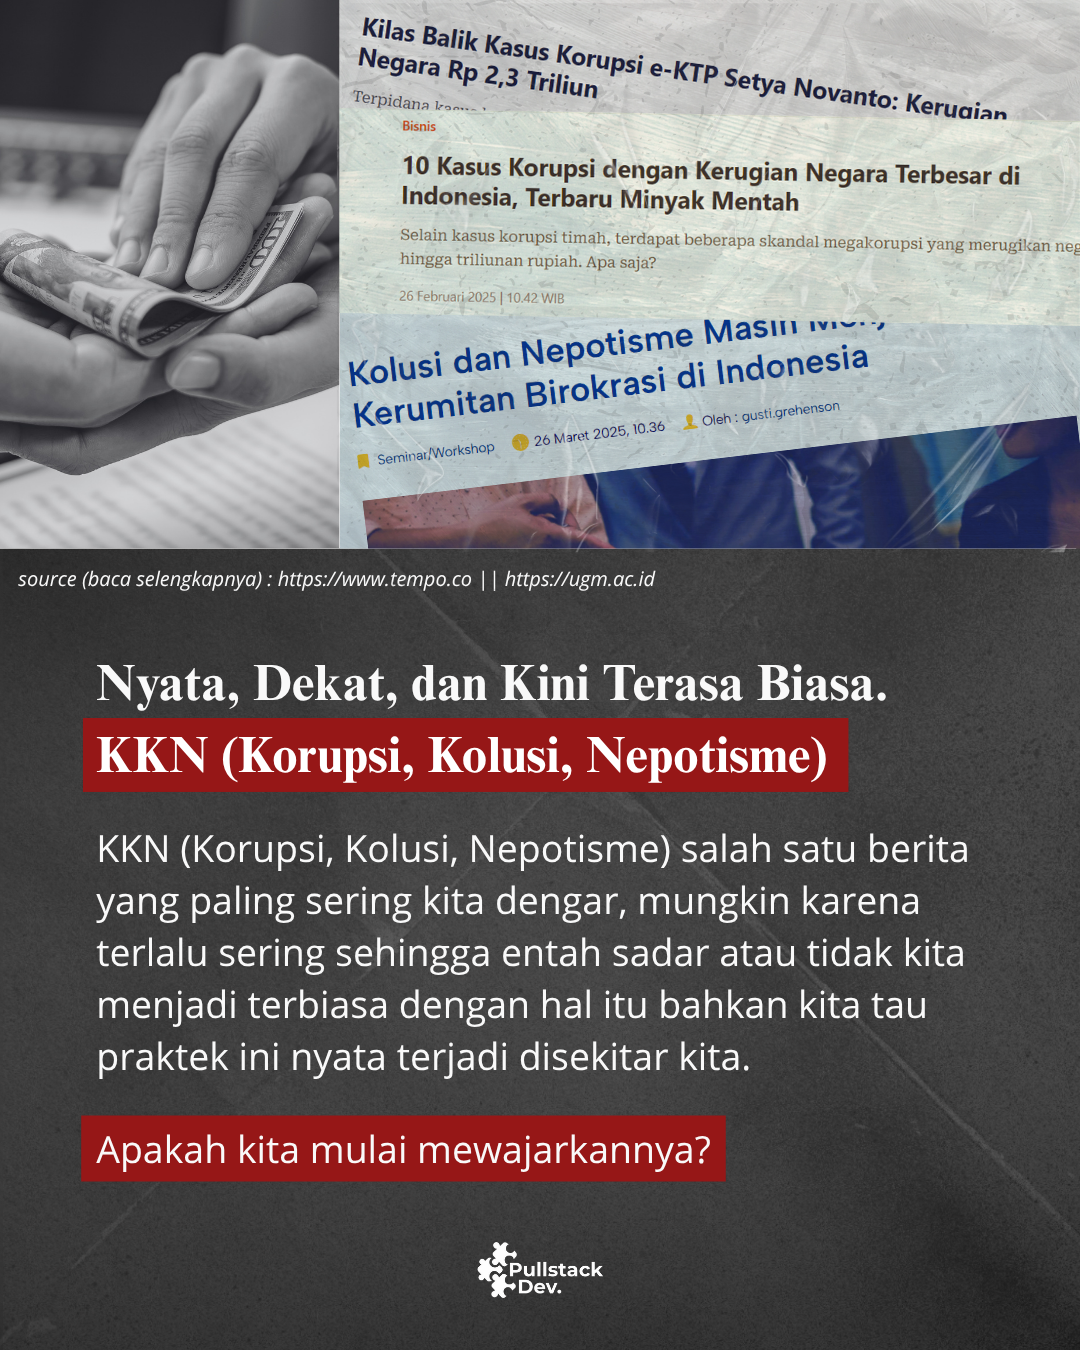 Kilas Balik Kasus Korupsi e-KTP Setya Novanto: Kerugian
Negara Rp 2,3 Triliun
Terpidana
Bisnis
10 Kasus Korupsi dengan Kerugian Negara Terbesar di
Indonesia, Terbaru Minyak Mentah
Selain kasus korupsi timah, terdapat beberapa skandal megakorupsi yang merugikan neg
hingga triliunan rupiah. Apa saja?
26 Februari 2025 | 10.42 WIB
Kolusi dan Nepotisme Masih
Kerumitan Birokrasi di Indonesia
Seminar/Workshop 26 Maret 2025, 10.36 Oleh : gusti.grehenson
source (baca selengkapnya) : https://www.tempo.co || https://ugm.ac.id
Nyata, Dekat, dan Kini Terasa Biasa.
KKN (Korupsi, Kolusi, Nepotisme)
KKN (Korupsi, Kolusi, Nepotisme) salah satu berita
yang paling sering kita dengar, mungkin karena
terlalu sering sehingga entah sadar atau tidak kita
menjadi terbiasa dengan hal itu bahkan kita tau
praktek ini nyata terjadi disekitar kita.
Apakah kita mulai mewajarkannya?
Pullstack
Dev.